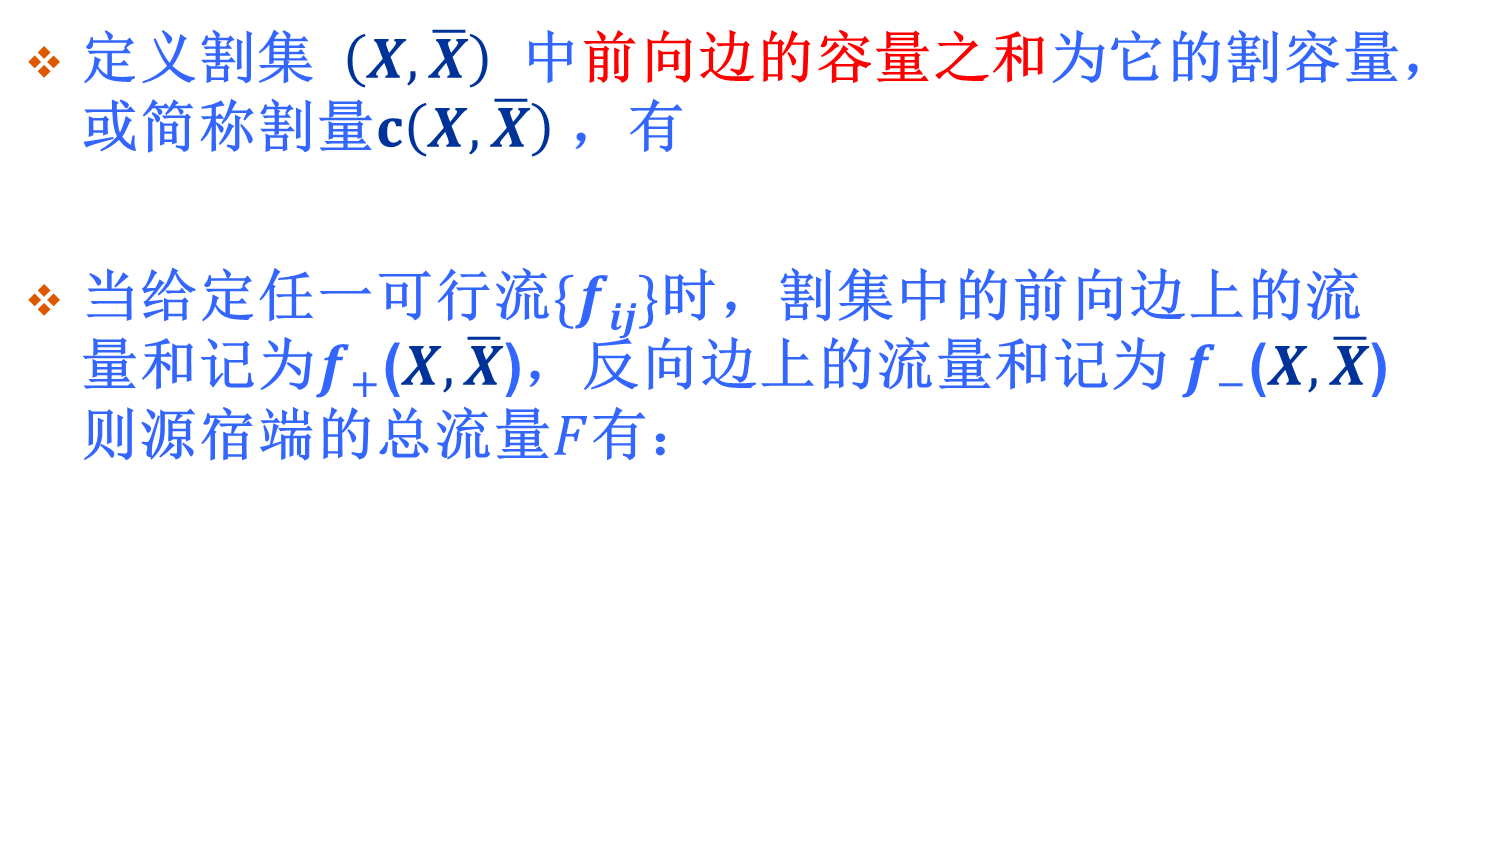 ❖ 定义割集 (X, X̅) 中前向边的容量之和为它的割容量,
或简称割量c(X, X̅) ，有
❖ 当给定任一可行流{f_ij}时，割集中的前向边上的流
量和记为f_+(X, X̅)，反向边上的流量和记为 f_−(X, X̅)
则源宿端的总流量F有：